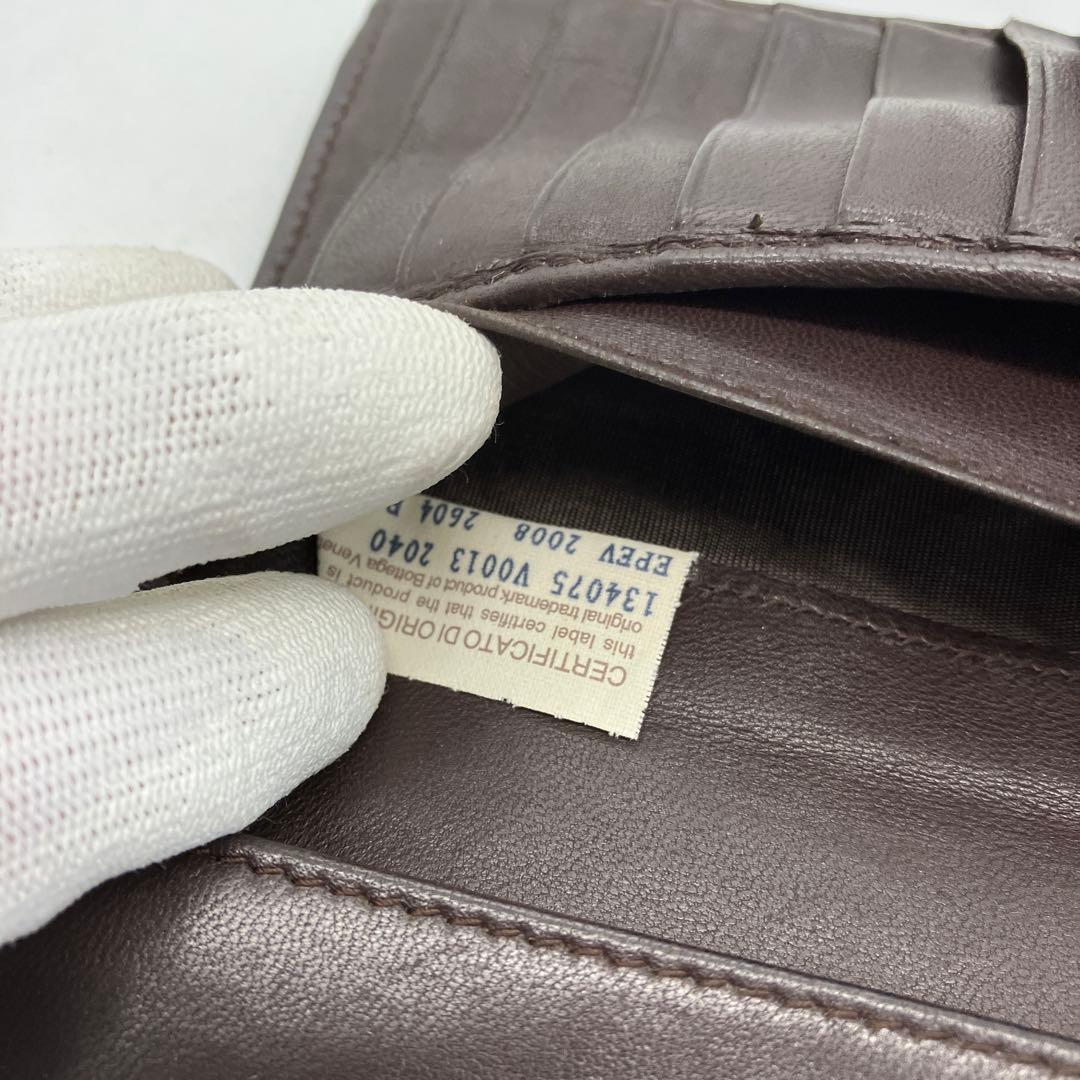 CERTIFICATO DI
this label certifies that the product is
original trademark product of Bottega
134075 V0013 2040
EPEV 2008 2604